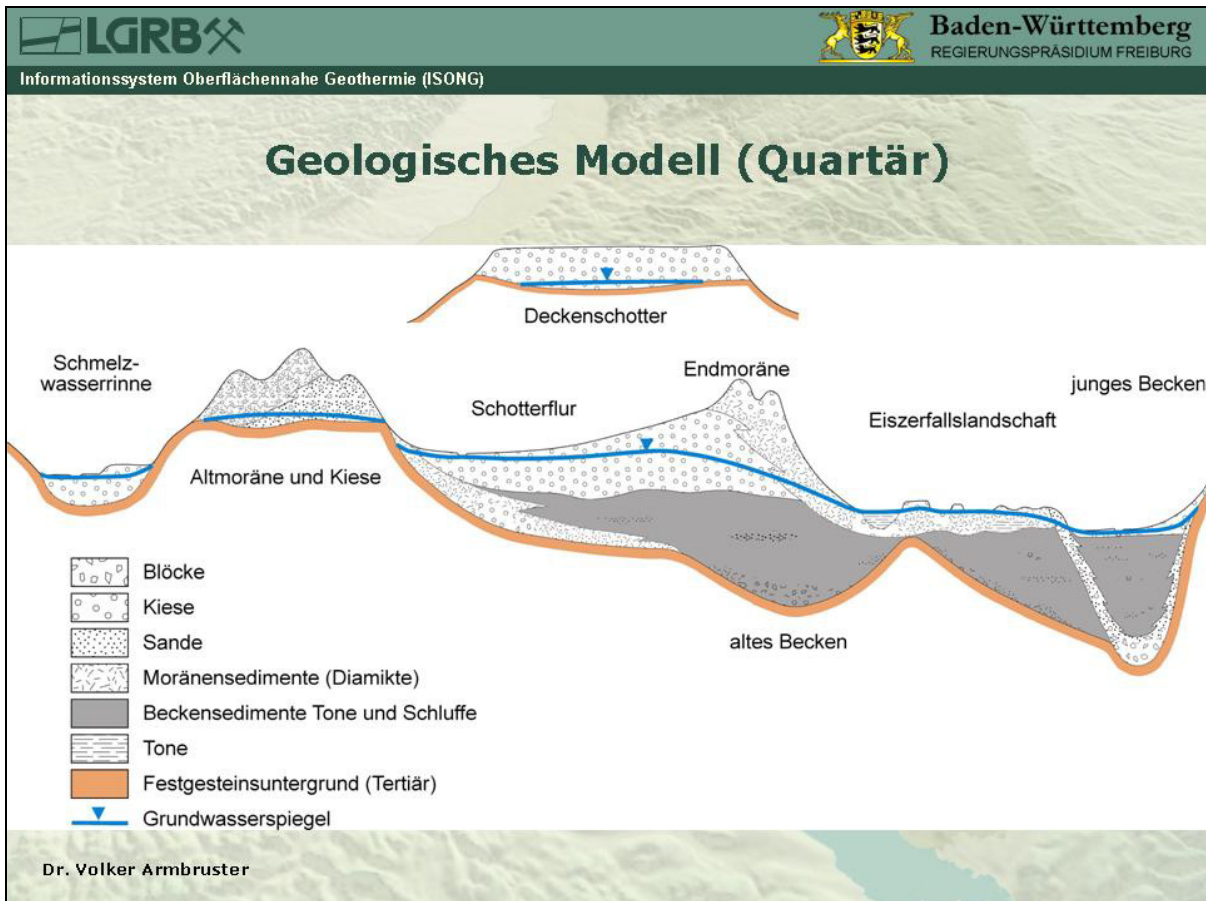 LGRB
Baden-Württemberg
REGIERUNGSPRÄSIDIUM FREIBURG
Informationssystem Oberflächennahe Geothermie (ISONG)
Geologisches Modell (Quartär)
Deckenschotter
Schmelz-
wasserrinne
Altmoräne und Kiese
Schotterflur
Endmoräne
Eiszerfallslandschaft
junges Becken
altes Becken
Blöcke
Kiese
Sande
Moränensedimente (Diamikte)
Beckensedimente Tone und Schluffe
Tone
Festgesteinsuntergrund (Tertiär)
Grundwasserspiegel
Dr. Volker Armbruster